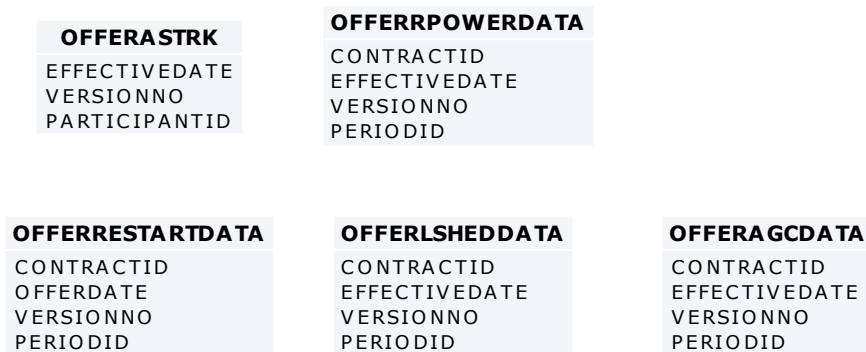 OFFERASTRK
EFFECTIVEDATE
VERSIONNO
PARTICIPANTID
OFFERRPOWERDATA
CONTRACTID
EFFECTIVEDATE
VERSIONNO
PERIODID
OFFERRESTARTDATA
CONTRACTID
OFFERDATE
VERSIONNO
PERIODID
OFFERLSHEDDATA
CONTRACTID
EFFECTIVEDATE
VERSIONNO
PERIODID
OFFERAGCDATA
CONTRACTID
EFFECTIVEDATE
VERSIONNO
PERIODID